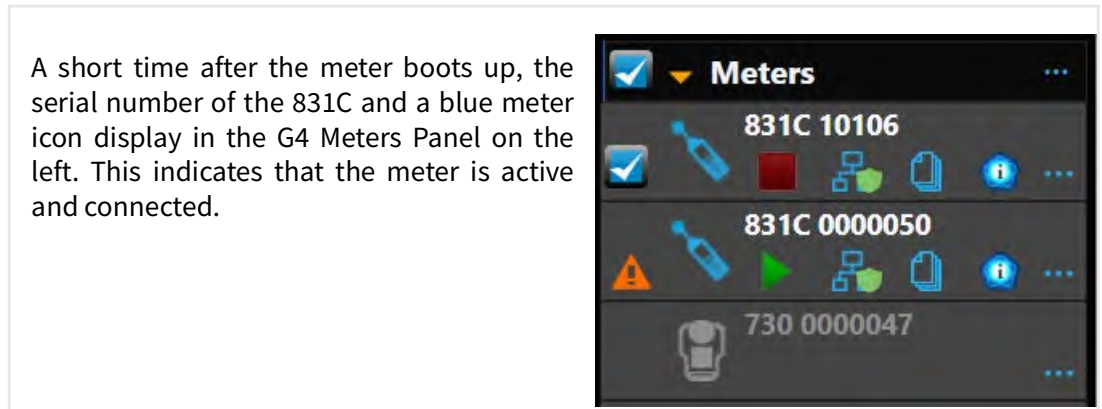 A short time after the meter boots up, the
serial number of the 831C and a blue meter
icon display in the G4 Meters Panel on the
left. This indicates that the meter is active
and connected.
Meters
831C 10106
831C 0000050
730 0000047